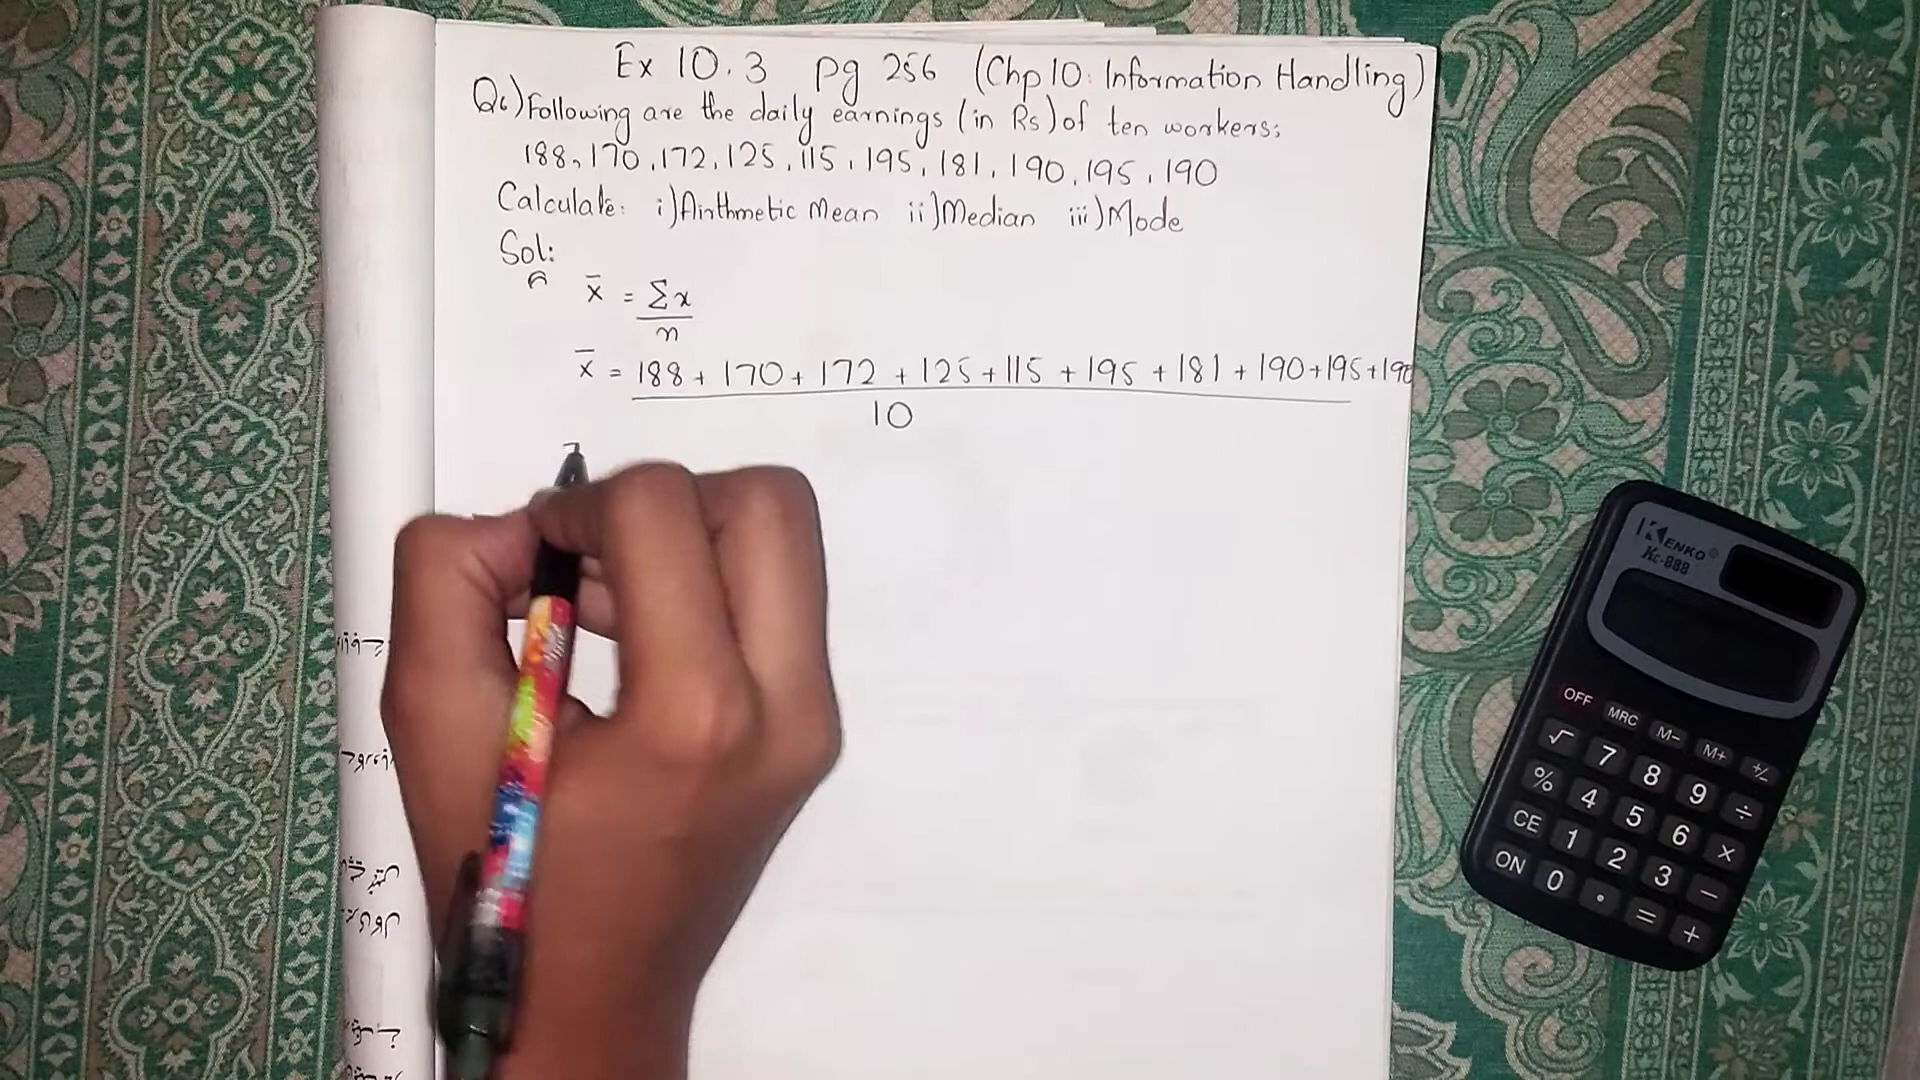 Ex 10.3 pg 256 (Chp 10: Information Handling)
Q6) Following are the daily earnings (in Rs) of ten workers:
188, 170, 172, 125, 115, 195, 181, 190, 195, 190
Calculate: i) Airthmetic Mean ii) Median iii) Mode
Sol:
x̄ = Σx
n
x̄ = 188 + 170 + 172 + 125 + 115 + 195 + 181 + 190 + 195 + 190
10
KENKO
Kc-888
OFF MRC M- M+ +/-
√ 7 8 9 ÷
% 4 5 6 ×
CE 1 2 3 −
ON 0 . = +